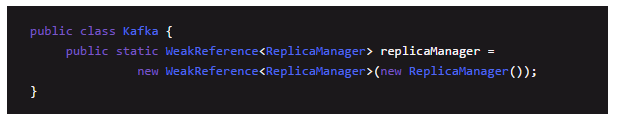 public class Kafka {
public static WeakReference<ReplicaManager> replicaManager =
new WeakReference<ReplicaManager>(new ReplicaManager());
}